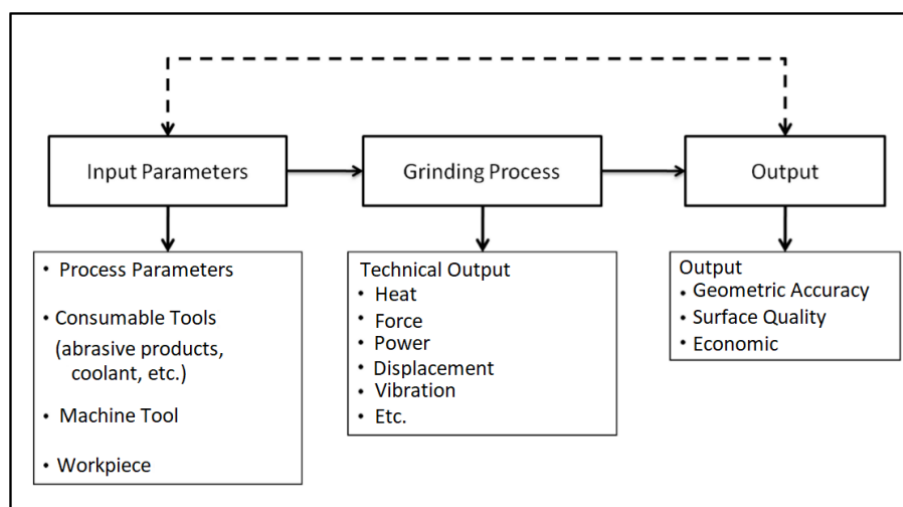 Input Parameters
Grinding Process
Output
• Process Parameters
• Consumable Tools
(abrasive products,
coolant, etc.)
• Machine Tool
• Workpiece
Technical Output
• Heat
• Force
• Power
• Displacement
• Vibration
• Etc.
Output
• Geometric Accuracy
• Surface Quality
• Economic